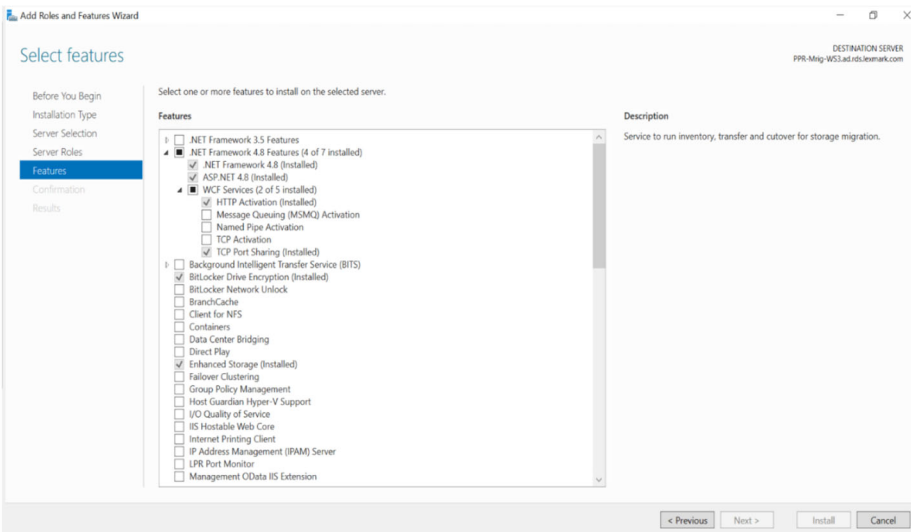 Add Roles and Features Wizard
Select features
DESTINATION SERVER
PPR-Mrig-WS3.ad.rds.lexmark.com
Before You Begin
Installation Type
Server Selection
Server Roles
Features
Confirmation
Results
Select one or more features to install on the selected server.
Features
.NET Framework 3.5 Features
.NET Framework 4.8 Features (4 of 7 installed)
.NET Framework 4.8 (Installed)
ASP.NET 4.8 (Installed)
WCF Services (2 of 5 installed)
HTTP Activation (Installed)
Message Queuing (MSMQ) Activation
Named Pipe Activation
TCP Activation
TCP Port Sharing (Installed)
Background Intelligent Transfer Service (BITS)
BitLocker Drive Encryption (Installed)
BitLocker Network Unlock
BranchCache
Client for NFS
Containers
Data Center Bridging
Direct Play
Enhanced Storage (Installed)
Failover Clustering
Group Policy Management
Host Guardian Hyper-V Support
I/O Quality of Service
IIS Hostable Web Core
Internet Printing Client
IP Address Management (IPAM) Server
LPR Port Monitor
Management OData IIS Extension
Description
Service to run inventory, transfer and cutover for storage migration.
< Previous
Next >
Install
Cancel